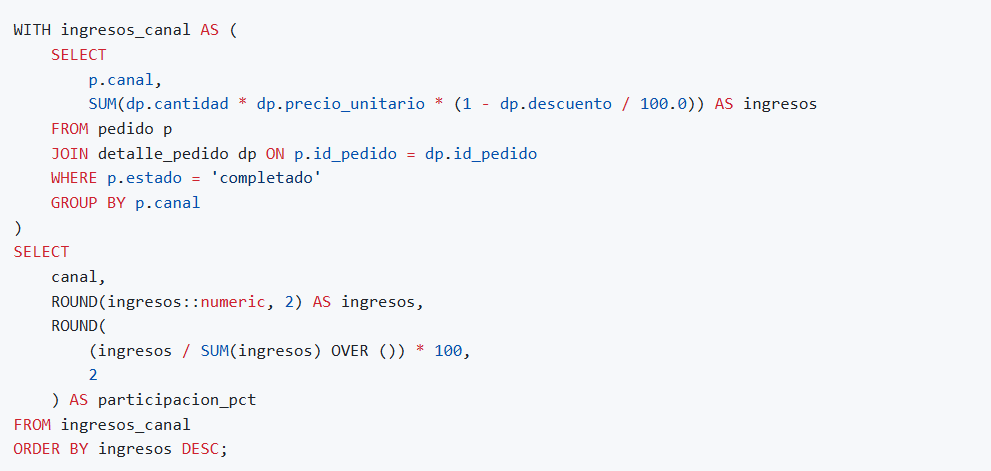 WITH ingresos_canal AS (
    SELECT
        p.canal,
        SUM(dp.cantidad * dp.precio_unitario * (1 - dp.descuento / 100.0)) AS ingresos
    FROM pedido p
    JOIN detalle_pedido dp ON p.id_pedido = dp.id_pedido
    WHERE p.estado = 'completado'
    GROUP BY p.canal
)
SELECT
    canal,
    ROUND(ingresos::numeric, 2) AS ingresos,
    ROUND(
        (ingresos / SUM(ingresos) OVER ()) * 100,
        2
    ) AS participacion_pct
FROM ingresos_canal
ORDER BY ingresos DESC;